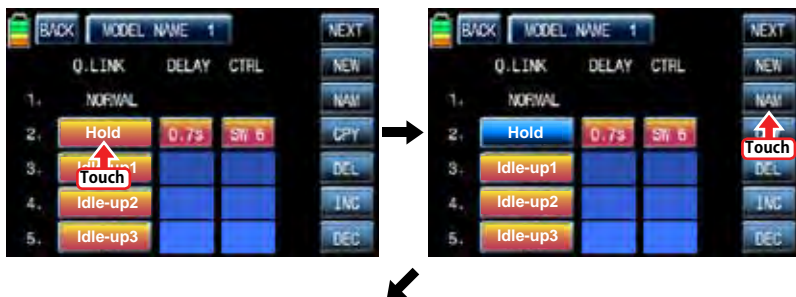 BACK MODEL NAME 1 NEXT
Q.LINK DELAY CTRL NEW
1. NORMAL NAM
2. Hold 0.7s SW 6 CPY
Touch
3. Idle-up1 DEL
4. Idle-up2 INC
5. Idle-up3 DEC
BACK MODEL NAME 1 NEXT
Q.LINK DELAY CTRL NEW
1. NORMAL NAM
2. Hold 0.7s SW 6
Touch
3. Idle-up1 DEL
4. Idle-up2 INC
5. Idle-up3 DEC